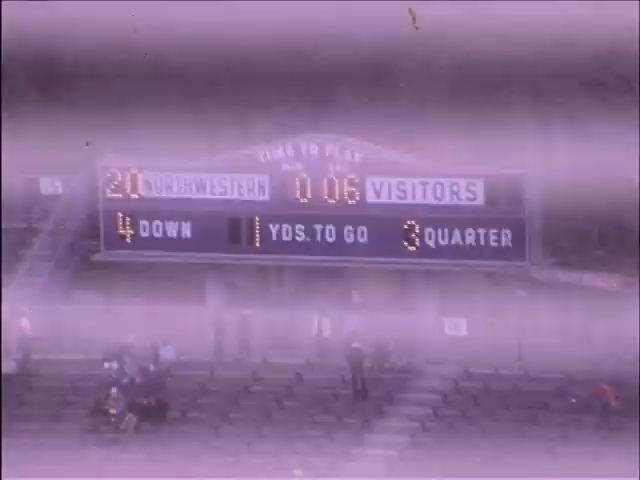 TIME TO PLAY
20 NORTHWESTERN 0 06 VISITORS
4 DOWN 1 YDS. TO GO 3 QUARTER